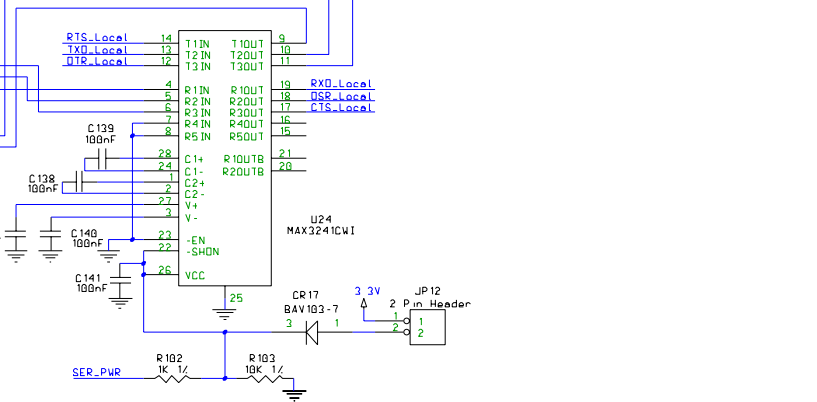 RTS_Local 14 T1IN T1OUT 9
TXD_Local 13 T2IN T2OUT 10
DTR_Local 12 T3IN T3OUT 11
4 R1IN R1OUT 19 RXD_Local
5 R2IN R2OUT 18 DSR_Local
6 R3IN R3OUT 17 CTS_Local
7 R4IN R4OUT 16
8 R5IN R5OUT 15
C139
100nF
28 C1+ R1OUTB 21
24 C1- R2OUTB 20
C138
100nF
1 C2+
2 C2-
27 V+
3 V-
U24
MAX3241CWI
C140
100nF
23 -EN
22 -SHDN
26 VCC
C141
100nF
25
CR17
BAV103-7
3 1
3 3V
JP12
2 Pin Header
1 1
2 2
R102
1K 1%
R103
10K 1%
SER_PWR